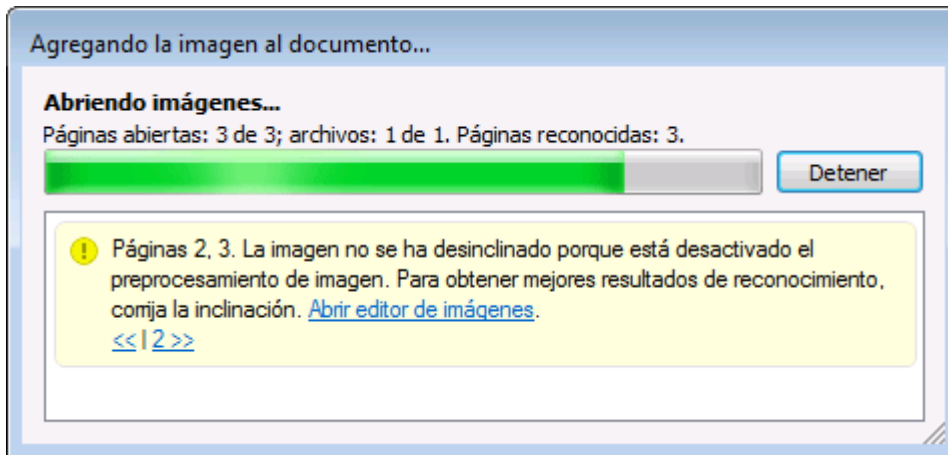 Agregando la imagen al documento...
Abriendo imágenes...
Páginas abiertas: 3 de 3; archivos: 1 de 1. Páginas reconocidas: 3.
Detener
Páginas 2, 3. La imagen no se ha desinclinado porque está desactivado el
preprocesamiento de imagen. Para obtener mejores resultados de reconocimiento,
corrija la inclinación. Abrir editor de imágenes.
<< | 2 >>